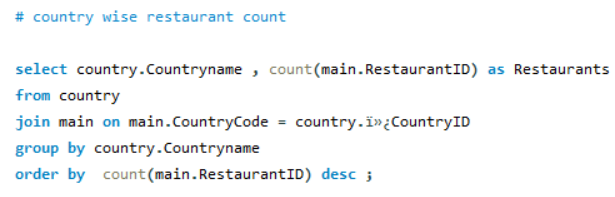 # country wise restaurant count
select country.Countryname , count(main.RestaurantID) as Restaurants
from country
join main on main.CountryCode = country.ï»¿CountryID
group by country.Countryname
order by  count(main.RestaurantID) desc ;